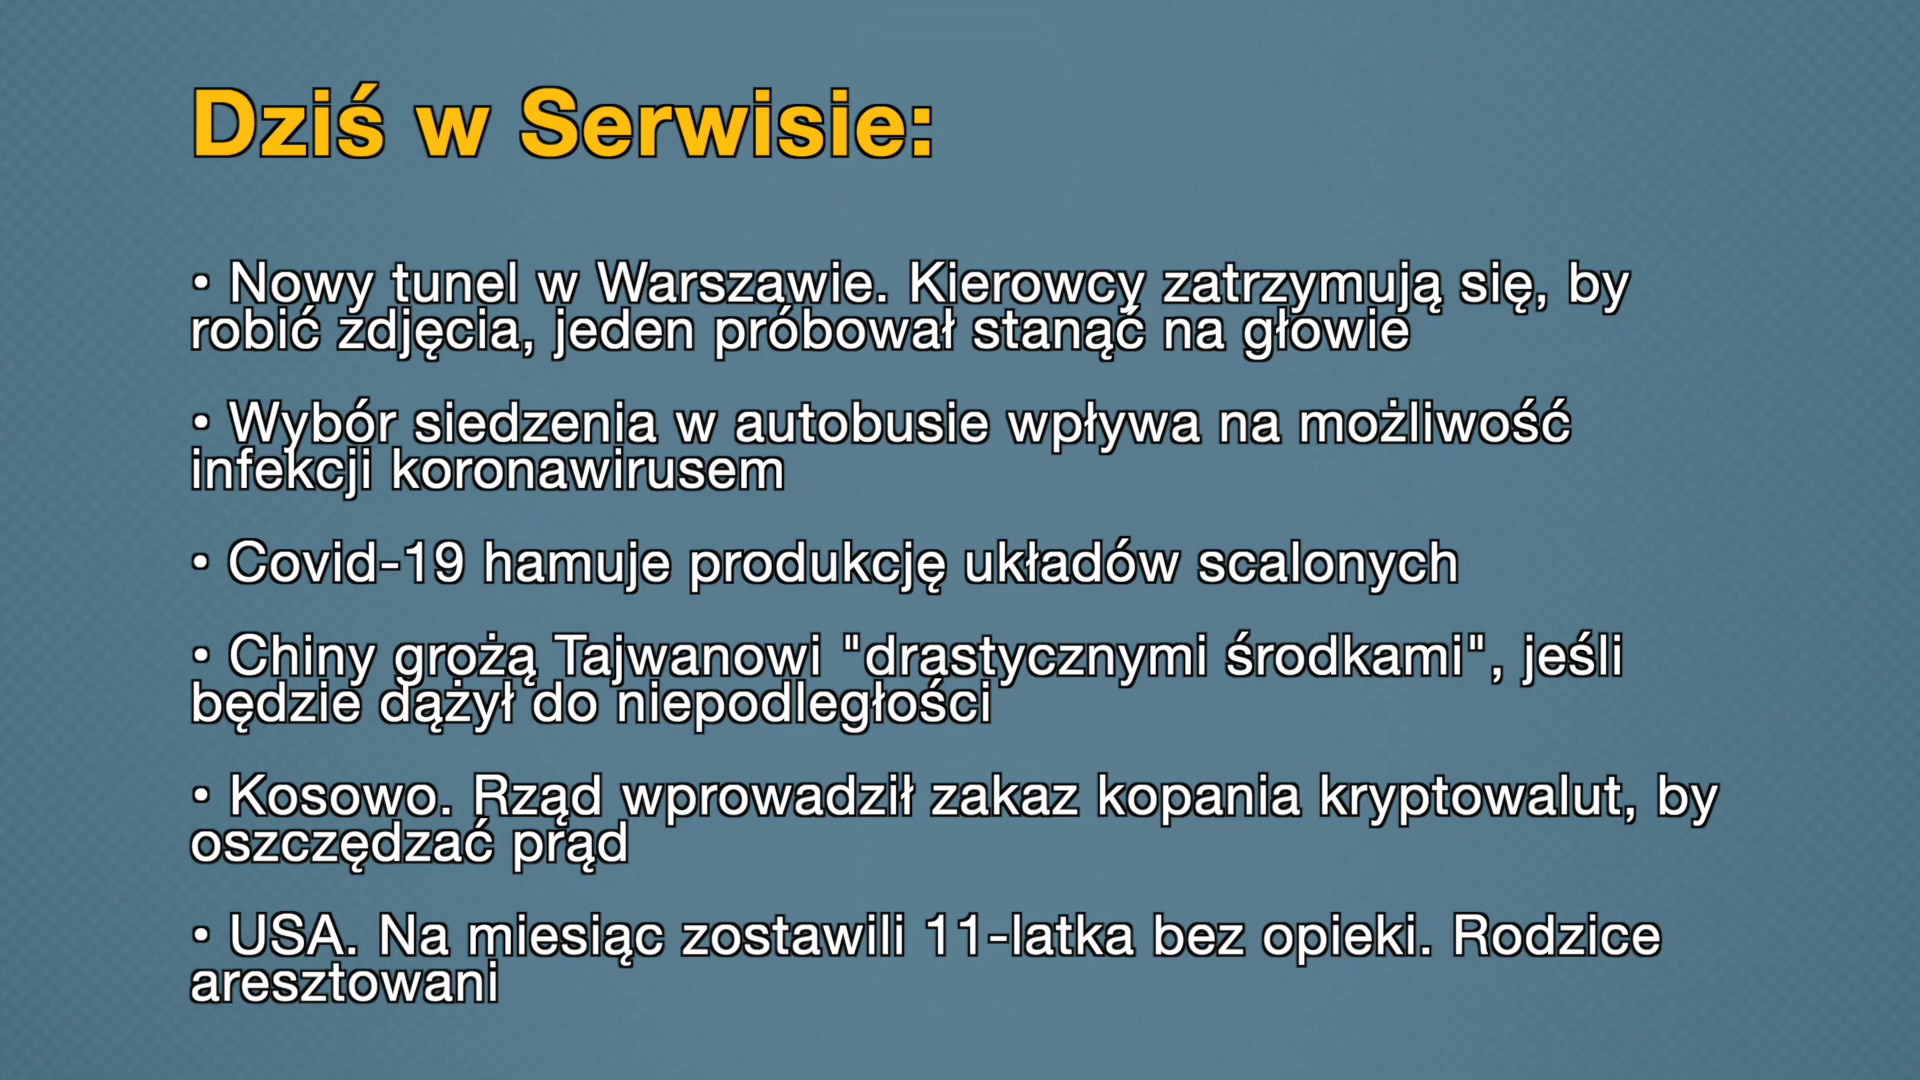 Dziś w Serwisie:
• Nowy tunel w Warszawie. Kierowcy zatrzymują się, by
robić zdjęcia, jeden próbował stanąć na głowie
• Wybór siedzenia w autobusie wpływa na możliwość
infekcji koronawirusem
• Covid-19 hamuje produkcję układów scalonych
• Chiny grożą Tajwanowi "drastycznymi środkami", jeśli
będzie dążył do niepodległości
• Kosowo. Rząd wprowadził zakaz kopania kryptowalut, by
oszczędzać prąd
• USA. Na miesiąc zostawili 11-latka bez opieki. Rodzice
aresztowani